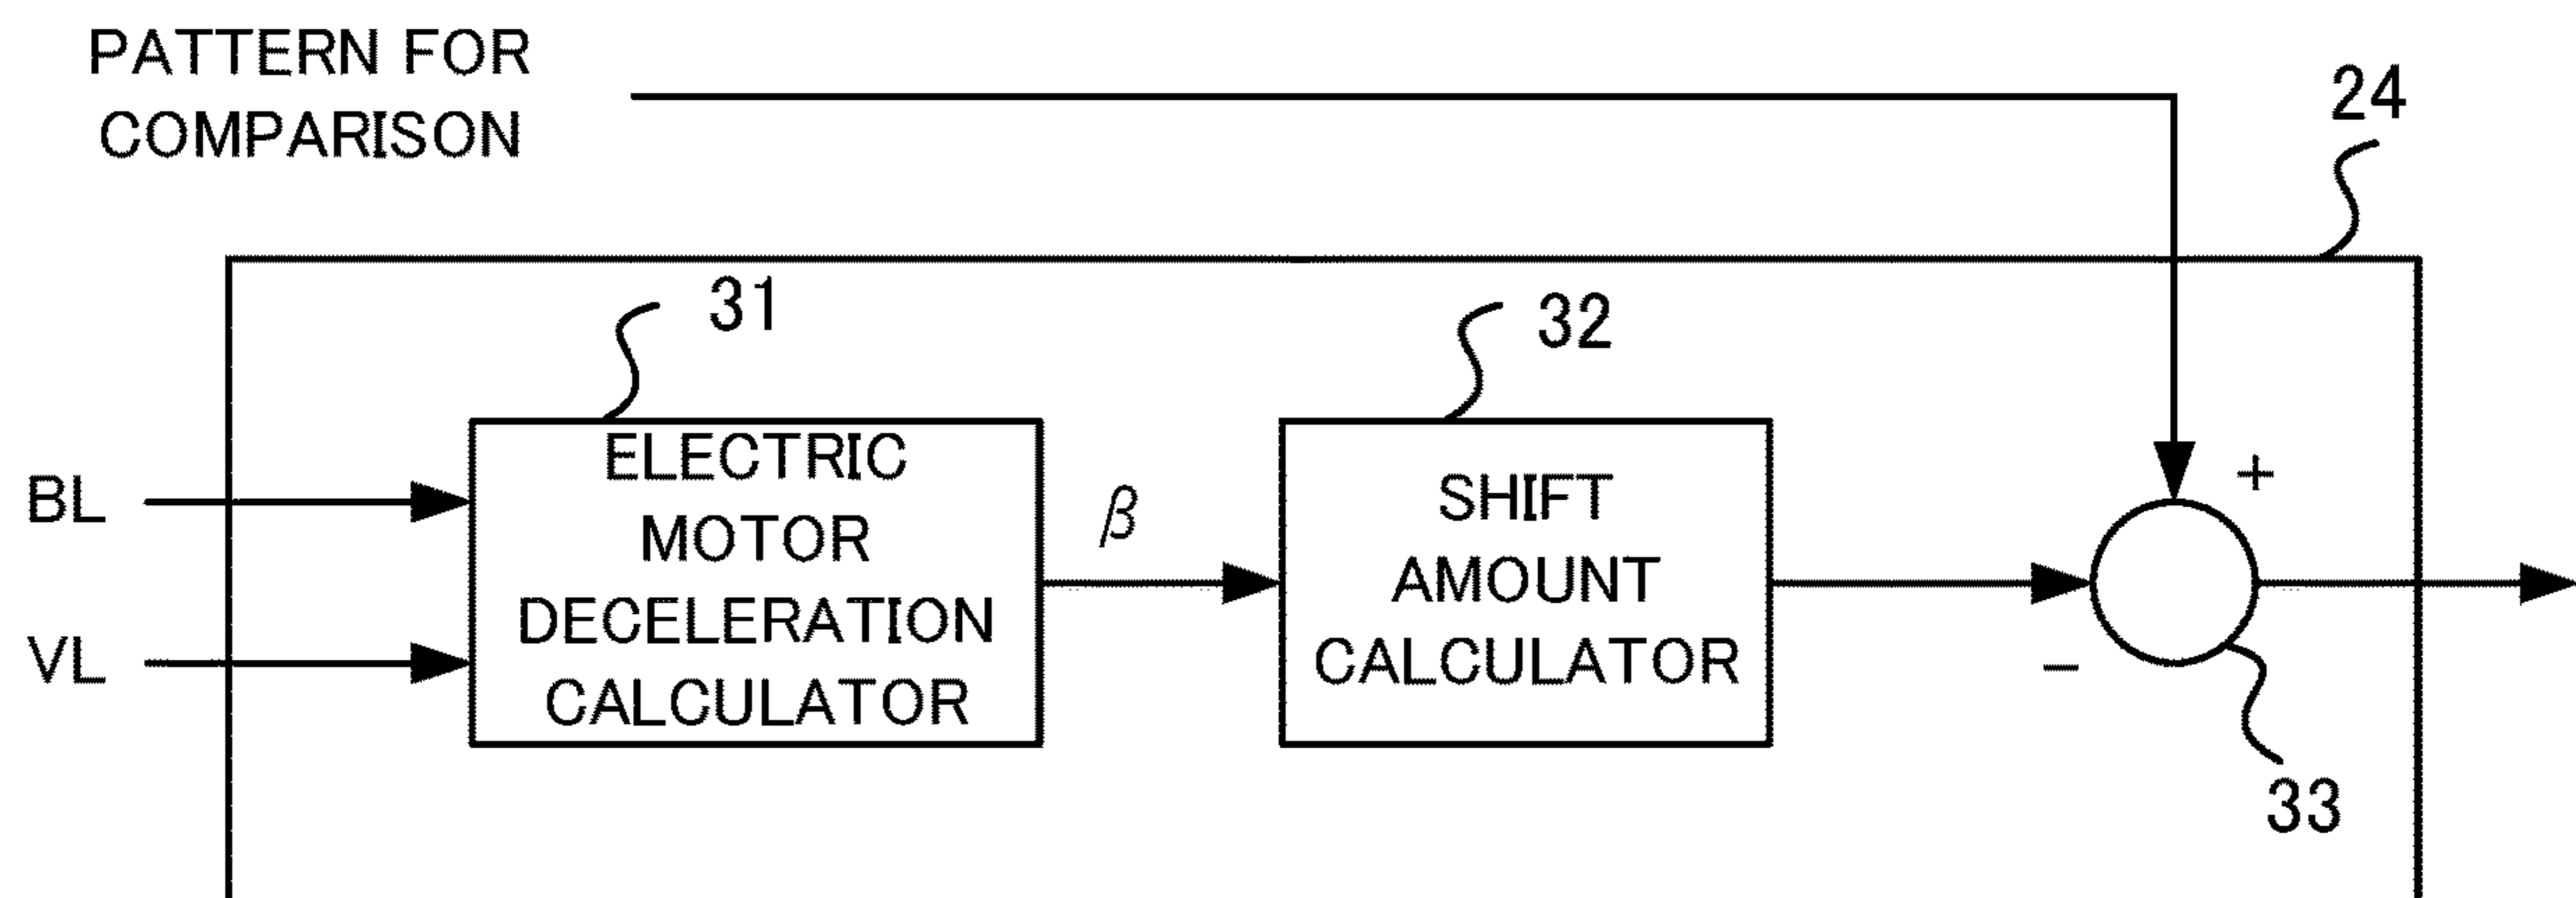 PATTERN FOR
COMPARISON
24
31
32
ELECTRIC
MOTOR
DECELERATION
CALCULATOR
BL
VL
β
SHIFT
AMOUNT
CALCULATOR
+
−
33